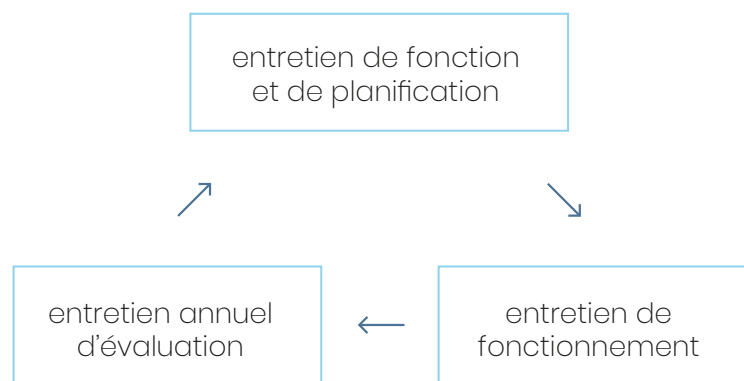 entretien de fonction
et de planification
entretien annuel
d'évaluation
entretien de
fonctionnement